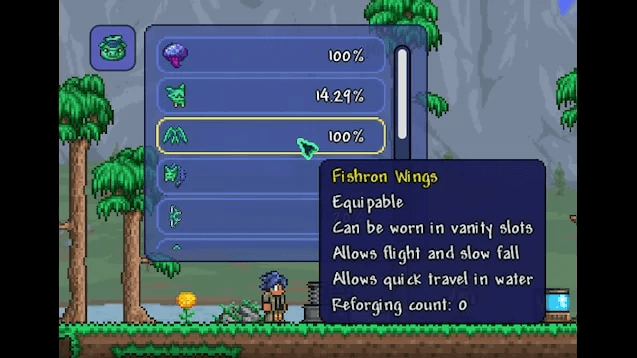 100%
14.29%
100%
Fishron Wings
Equipable
Can be worn in vanity slots
Allows flight and slow fall
Allows quick travel in water
Reforging count: 0